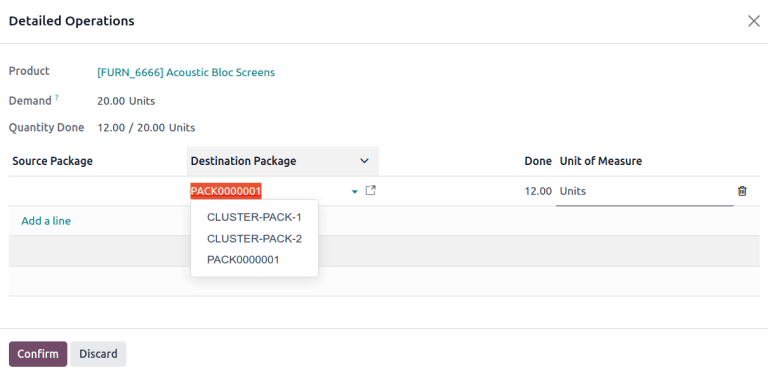 Detailed Operations
Product [FURN_6666] Acoustic Bloc Screens
Demand ? 20.00 Units
Quantity Done 12.00 / 20.00 Units
Source Package Destination Package Done Unit of Measure
PACK0000001 12.00 Units
CLUSTER-PACK-1
Add a line
CLUSTER-PACK-2
PACK0000001
Confirm Discard